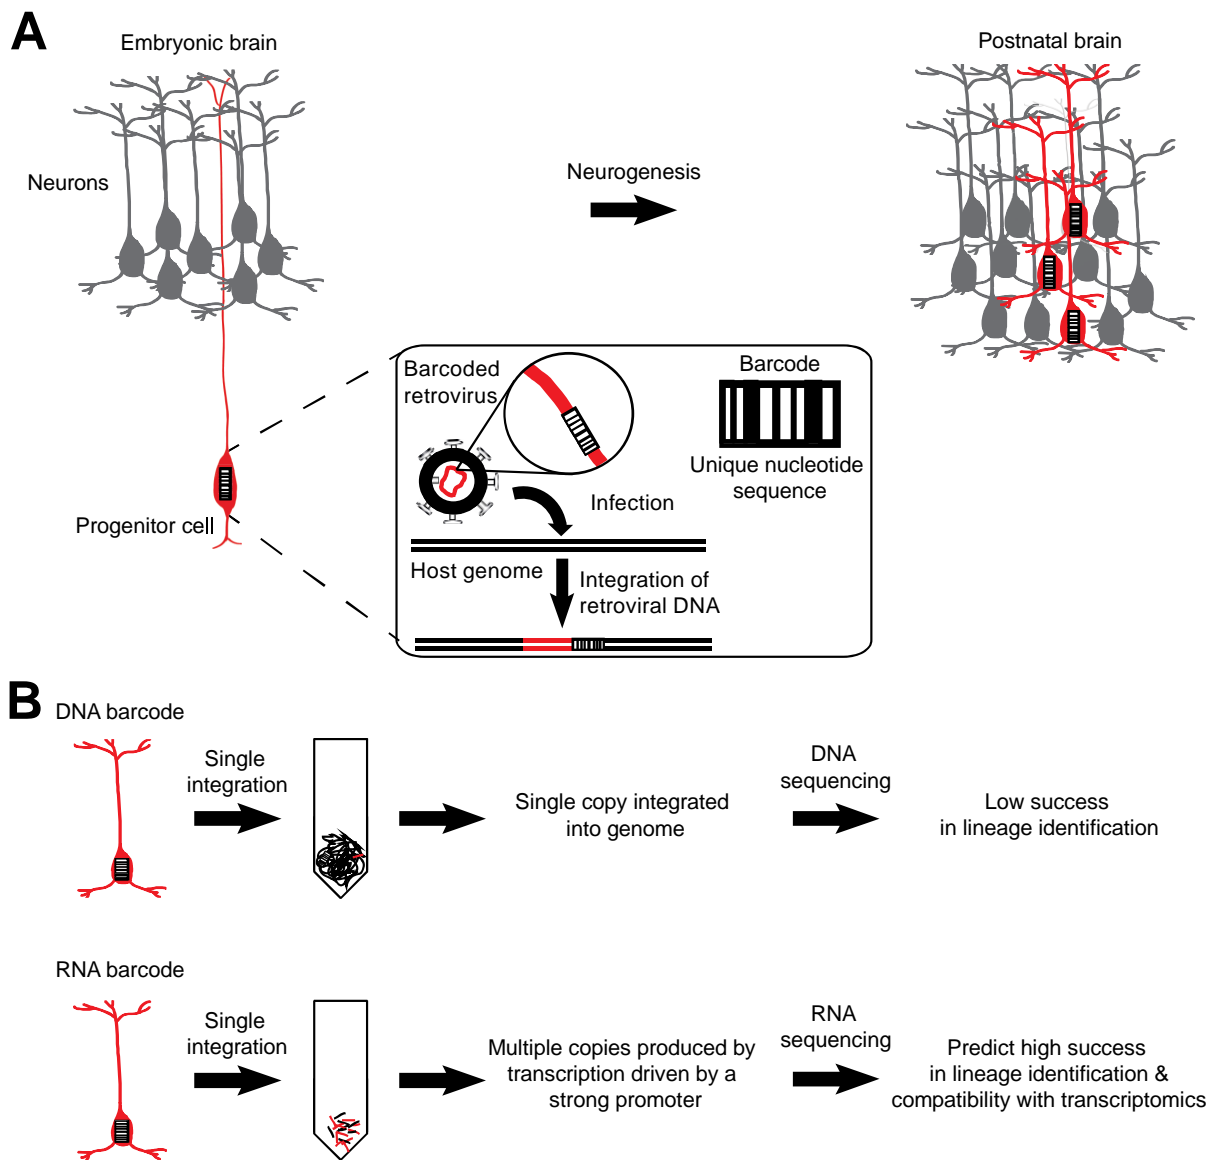 A
Embryonic brain
Postnatal brain
Neurons
Neurogenesis
Barcoded
retrovirus
Barcode
Unique nucleotide
sequence
Infection
Progenitor cell
Host genome
Integration of
retroviral DNA
B
DNA barcode
Single
integration
Single copy integrated
into genome
DNA
sequencing
Low success
in lineage identification
RNA barcode
Single
integration
Multiple copies produced by
transcription driven by a
strong promoter
RNA
sequencing
Predict high success
in lineage identification &
compatibility with transcriptomics